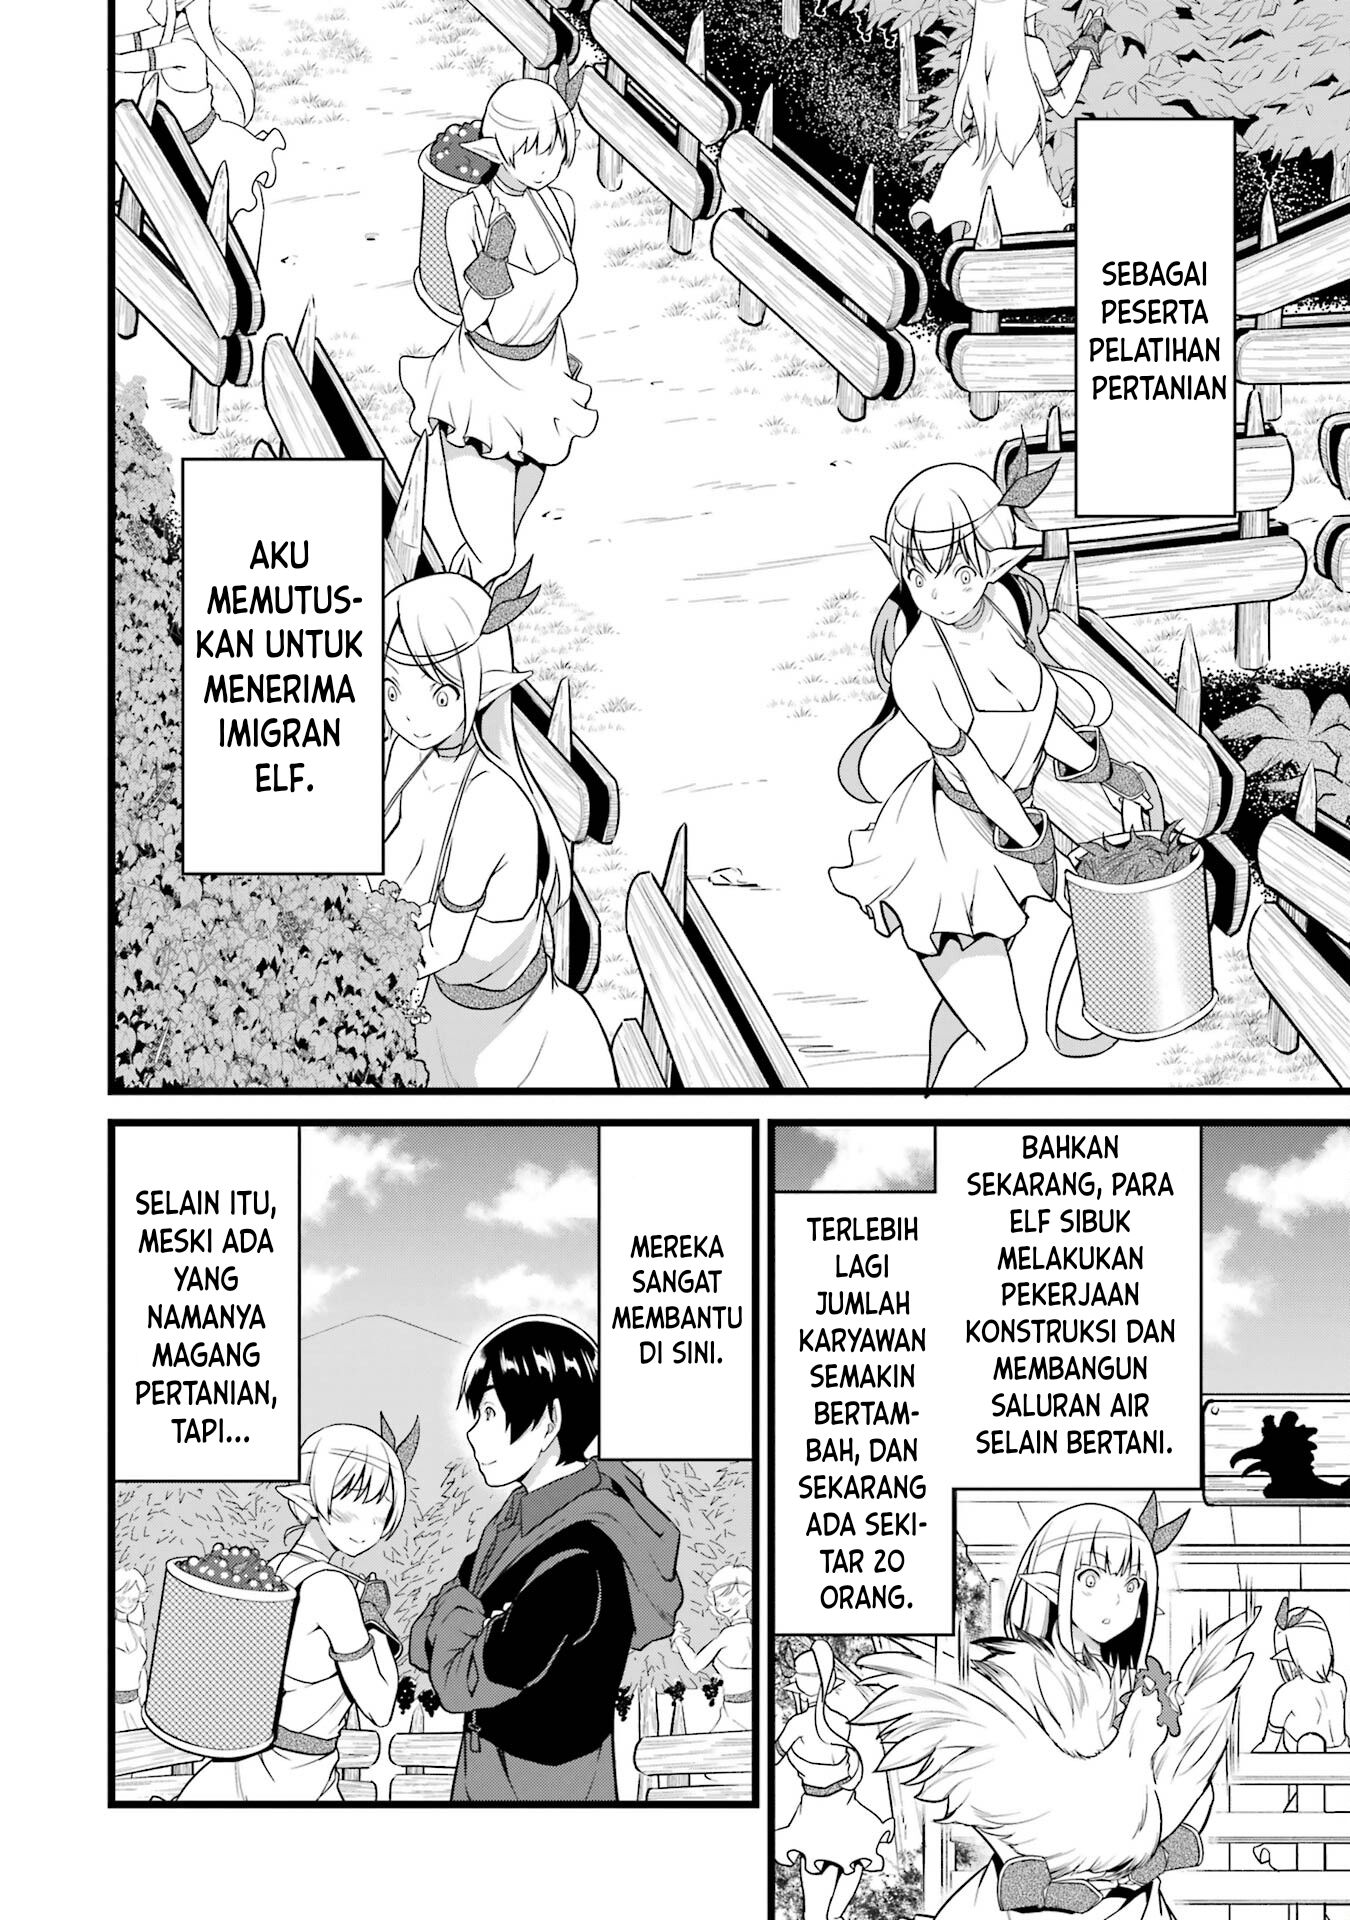 SEBAGAI
PESERTA
PELATIHAN
PERTANIAN
AKU
MEMUTUS-
KAN UNTUK
MENERIMA
IMIGRAN
ELF.
BAHKAN
SEKARANG, PARA
ELF SIBUK
MELAKUKAN
PEKERJAAN
KONSTRUKSI DAN
MEMBANGUN
SALURAN AIR
SELAIN BERTANI.
TERLEBIH
LAGI
JUMLAH
KARYAWAN
SEMAKIN
BERTAM-
BAH, DAN
SEKARANG
ADA SEKI-
TAR 20
ORANG.
MEREKA
SANGAT
MEMBANTU
DI SINI.
SELAIN ITU,
MESKI ADA
YANG
NAMANYA
MAGANG
PERTANIAN,
TAPI...